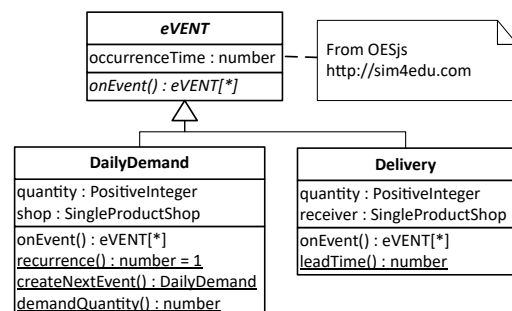 eVENT
occurrenceTime : number
onEvent() : eVENT[*]
From OESjs
http://sim4edu.com
DailyDemand
quantity : PositiveInteger
shop : SingleProductShop
onEvent() : eVENT[*]
recurrence() : number = 1
createNextEvent() : DailyDemand
demandQuantity() : number
Delivery
quantity : PositiveInteger
receiver : SingleProductShop
onEvent() : eVENT[*]
leadTime() : number